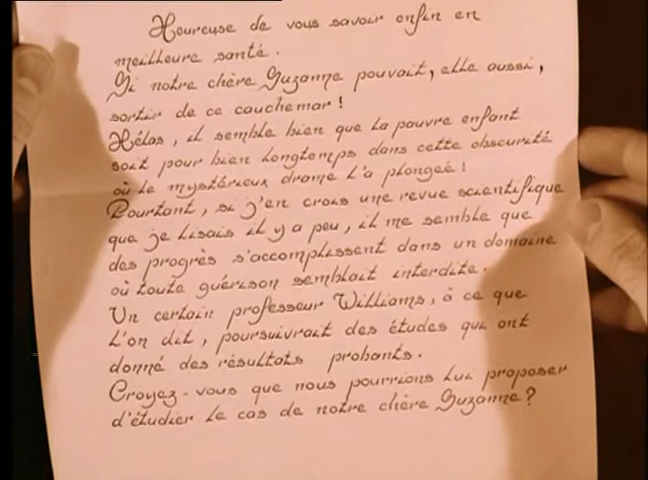 Heureuse de vous savoir enfin en
meilleure santé.
Si notre chère Suzanne pouvait, elle aussi,
sortir de ce cauchemar !
Hélas, il semble bien que la pauvre enfant
soit pour bien longtemps dans cette obscurité
où le mystérieux drame l'a plongée !
Pourtant, si j'en crois une revue scientifique
que je lisais il y a peu, il me semble que
des progrès s'accomplissent dans un domaine
où toute guérison semblait interdite.
Un certain professeur Williams, à ce que
l'on dit, poursuivrait des études qui ont
donné des résultats probants.
Croyez-vous que nous pourrions lui proposer
d'étudier le cas de notre chère Suzanne ?